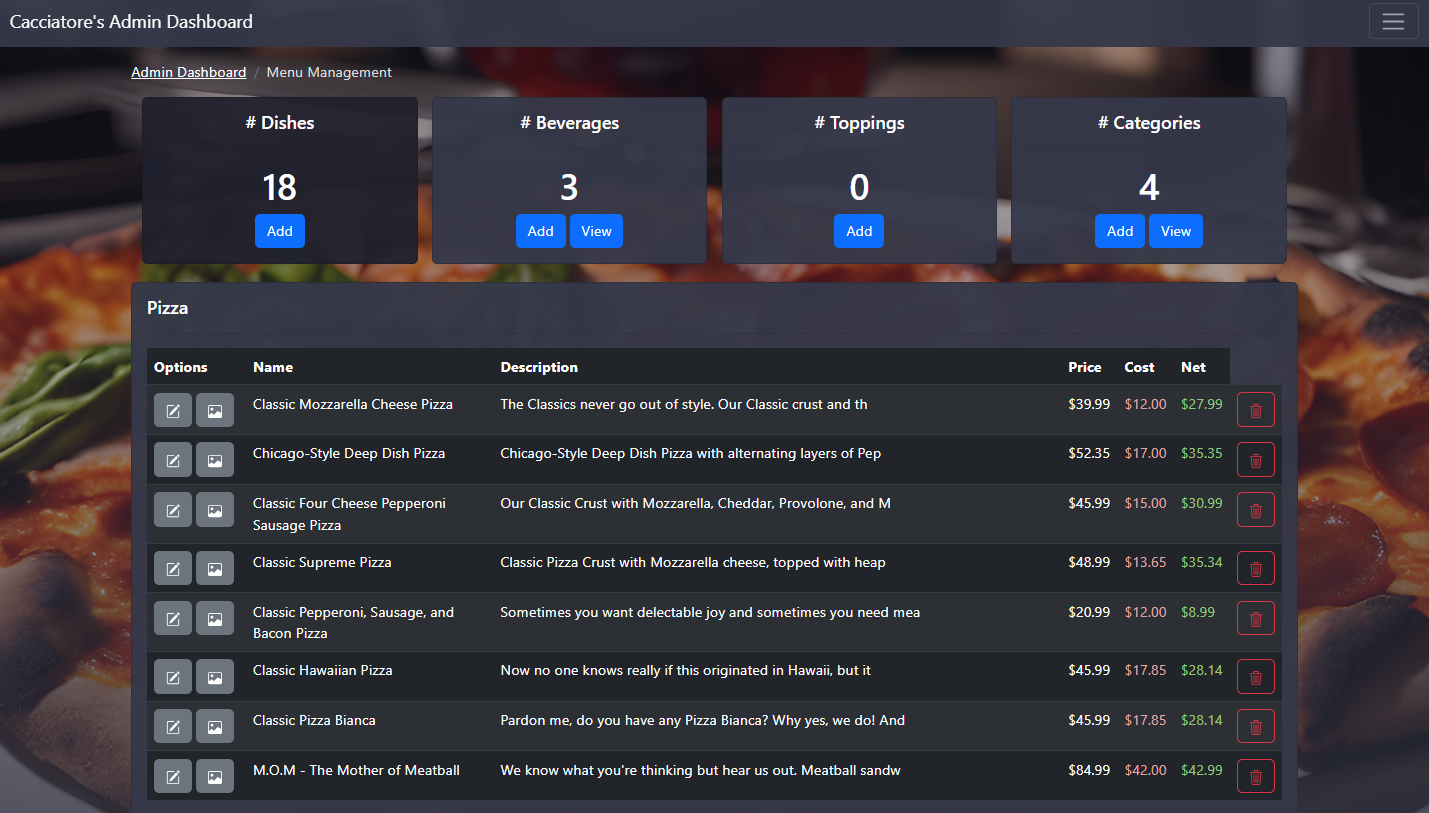 Cacciatore's Admin Dashboard
Admin Dashboard / Menu Management
# Dishes
18
Add
# Beverages
3
Add View
# Toppings
0
Add
# Categories
4
Add View
Pizza
Options Name Description Price Cost Net
Classic Mozzarella Cheese Pizza The Classics never go out of style. Our Classic crust and th $39.99 $12.00 $27.99
Chicago-Style Deep Dish Pizza Chicago-Style Deep Dish Pizza with alternating layers of Pep $52.35 $17.00 $35.35
Classic Four Cheese Pepperoni Our Classic Crust with Mozzarella, Cheddar, Provolone, and M $45.99 $15.00 $30.99
Sausage Pizza
Classic Supreme Pizza Classic Pizza Crust with Mozzarella cheese, topped with heap $48.99 $13.65 $35.34
Classic Pepperoni, Sausage, and Sometimes you want delectable joy and sometimes you need mea $20.99 $12.00 $8.99
Bacon Pizza
Classic Hawaiian Pizza Now no one knows really if this originated in Hawaii, but it $45.99 $17.85 $28.14
Classic Pizza Bianca Pardon me, do you have any Pizza Bianca? Why yes, we do! And $45.99 $17.85 $28.14
M.O.M - The Mother of Meatball We know what you're thinking but hear us out. Meatball sandw $84.99 $42.00 $42.99